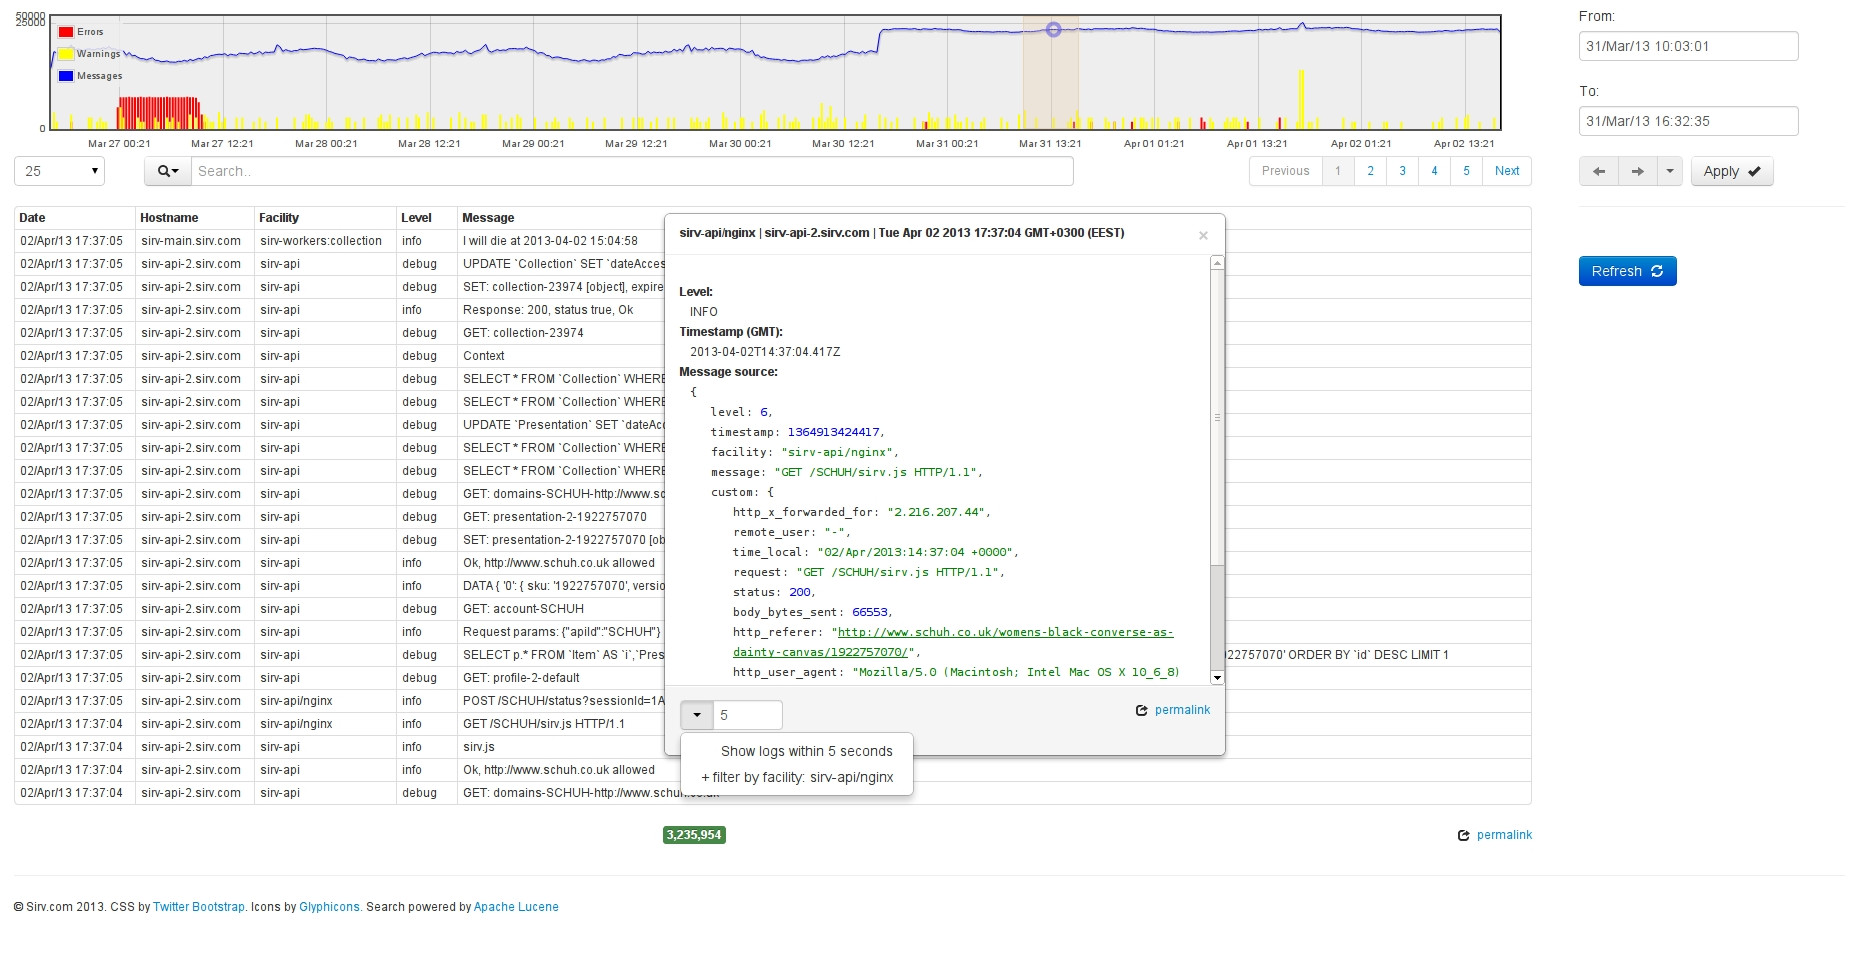 50000
25000
0
Errors
Warnings
Messages
Mar 27 00:21 Mar 27 12:21 Mar 28 00:21 Mar 28 12:21 Mar 29 00:21 Mar 29 12:21 Mar 30 00:21 Mar 30 12:21 Mar 31 00:21 Mar 31 13:21 Apr 01 01:21 Apr 01 13:21 Apr 02 01:21 Apr 02 13:21
From:
31/Mar/13 10:03:01
To:
31/Mar/13 16:32:35
Apply
Refresh
25
Search..
Previous 1 2 3 4 5 Next
Date Hostname Facility Level Message
02/Apr/13 17:37:05 sirv-main.sirv.com sirv-workers:collection info I will die at 2013-04-02 15:04:58
02/Apr/13 17:37:05 sirv-api-2.sirv.com sirv-api debug UPDATE `Collection` SET `dateAcces
02/Apr/13 17:37:05 sirv-api-2.sirv.com sirv-api debug SET: collection-23974 [object], expire
02/Apr/13 17:37:05 sirv-api-2.sirv.com sirv-api info Response: 200, status true, Ok
02/Apr/13 17:37:05 sirv-api-2.sirv.com sirv-api debug GET: collection-23974
02/Apr/13 17:37:05 sirv-api-2.sirv.com sirv-api debug Context
02/Apr/13 17:37:05 sirv-api-2.sirv.com sirv-api debug SELECT * FROM `Collection` WHERE
02/Apr/13 17:37:05 sirv-api-2.sirv.com sirv-api debug SELECT * FROM `Collection` WHERE
02/Apr/13 17:37:05 sirv-api-2.sirv.com sirv-api debug UPDATE `Presentation` SET `dateAcc
02/Apr/13 17:37:05 sirv-api-2.sirv.com sirv-api debug SELECT * FROM `Collection` WHERE
02/Apr/13 17:37:05 sirv-api-2.sirv.com sirv-api debug SELECT * FROM `Collection` WHERE
02/Apr/13 17:37:05 sirv-api-2.sirv.com sirv-api debug GET: domains-SCHUH-http://www.sc
02/Apr/13 17:37:05 sirv-api-2.sirv.com sirv-api debug GET: presentation-2-1922757070
02/Apr/13 17:37:05 sirv-api-2.sirv.com sirv-api debug SET: presentation-2-1922757070 [ob
02/Apr/13 17:37:05 sirv-api-2.sirv.com sirv-api info Ok, http://www.schuh.co.uk allowed
02/Apr/13 17:37:05 sirv-api-2.sirv.com sirv-api info DATA { '0': { sku: '1922757070', versio
02/Apr/13 17:37:05 sirv-api-2.sirv.com sirv-api debug GET: account-SCHUH
02/Apr/13 17:37:05 sirv-api-2.sirv.com sirv-api info Request params: {"apiId":"SCHUH"}
02/Apr/13 17:37:05 sirv-api-2.sirv.com sirv-api debug SELECT p.* FROM `Item` AS `i`,`Pres 922757070' ORDER BY `id` DESC LIMIT 1
02/Apr/13 17:37:05 sirv-api-2.sirv.com sirv-api debug GET: profile-2-default
02/Apr/13 17:37:05 sirv-api-2.sirv.com sirv-api/nginx info POST /SCHUH/status?sessionId=1A
02/Apr/13 17:37:04 sirv-api-2.sirv.com sirv-api/nginx info GET /SCHUH/sirv.js HTTP/1.1
02/Apr/13 17:37:04 sirv-api-2.sirv.com sirv-api info sirv.js
02/Apr/13 17:37:04 sirv-api-2.sirv.com sirv-api info Ok, http://www.schuh.co.uk allowed
02/Apr/13 17:37:04 sirv-api-2.sirv.com sirv-api debug GET: domains-SCHUH-http://www.schuh.co.uk
sirv-api/nginx | sirv-api-2.sirv.com | Tue Apr 02 2013 17:37:04 GMT+0300 (EEST) ×
Level:
INFO
Timestamp (GMT):
2013-04-02T14:37:04.417Z
Message source:
{
level: 6,
timestamp: 1364913424417,
facility: "sirv-api/nginx",
message: "GET /SCHUH/sirv.js HTTP/1.1",
custom: {
http_x_forwarded_for: "2.216.207.44",
remote_user: "-",
time_local: "02/Apr/2013:14:37:04 +0000",
request: "GET /SCHUH/sirv.js HTTP/1.1",
status: 200,
body_bytes_sent: 66553,
http_referer: "http://www.schuh.co.uk/womens-black-converse-as-
dainty-canvas/1922757070/",
http_user_agent: "Mozilla/5.0 (Macintosh; Intel Mac OS X 10_6_8)
5
permalink
Show logs within 5 seconds
+ filter by facility: sirv-api/nginx
3,235,954
permalink
© Sirv.com 2013. CSS by Twitter Bootstrap. Icons by Glyphicons. Search powered by Apache Lucene